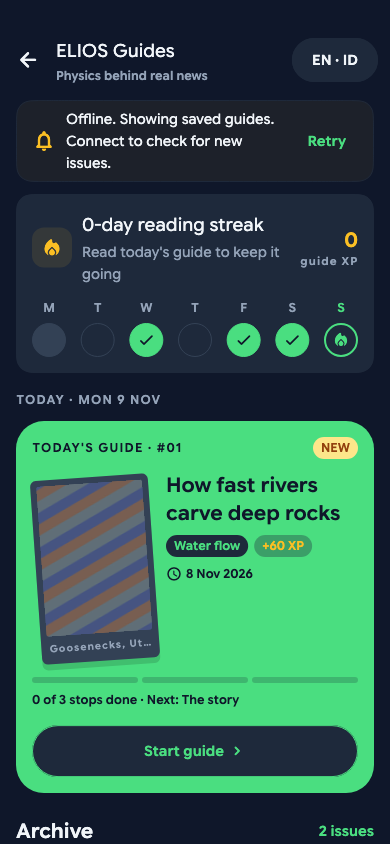 ELIOS Guides
Physics behind real news
EN · ID
Offline. Showing saved guides.
Connect to check for new
issues.
Retry
0-day reading streak
Read today's guide to keep it
going
0
guide XP
M T W T F S S
TODAY · MON 9 NOV
TODAY'S GUIDE · #01
NEW
How fast rivers
carve deep rocks
Water flow
+60 XP
8 Nov 2026
Goosenecks, Ut…
0 of 3 stops done · Next: The story
Start guide
Archive
2 issues